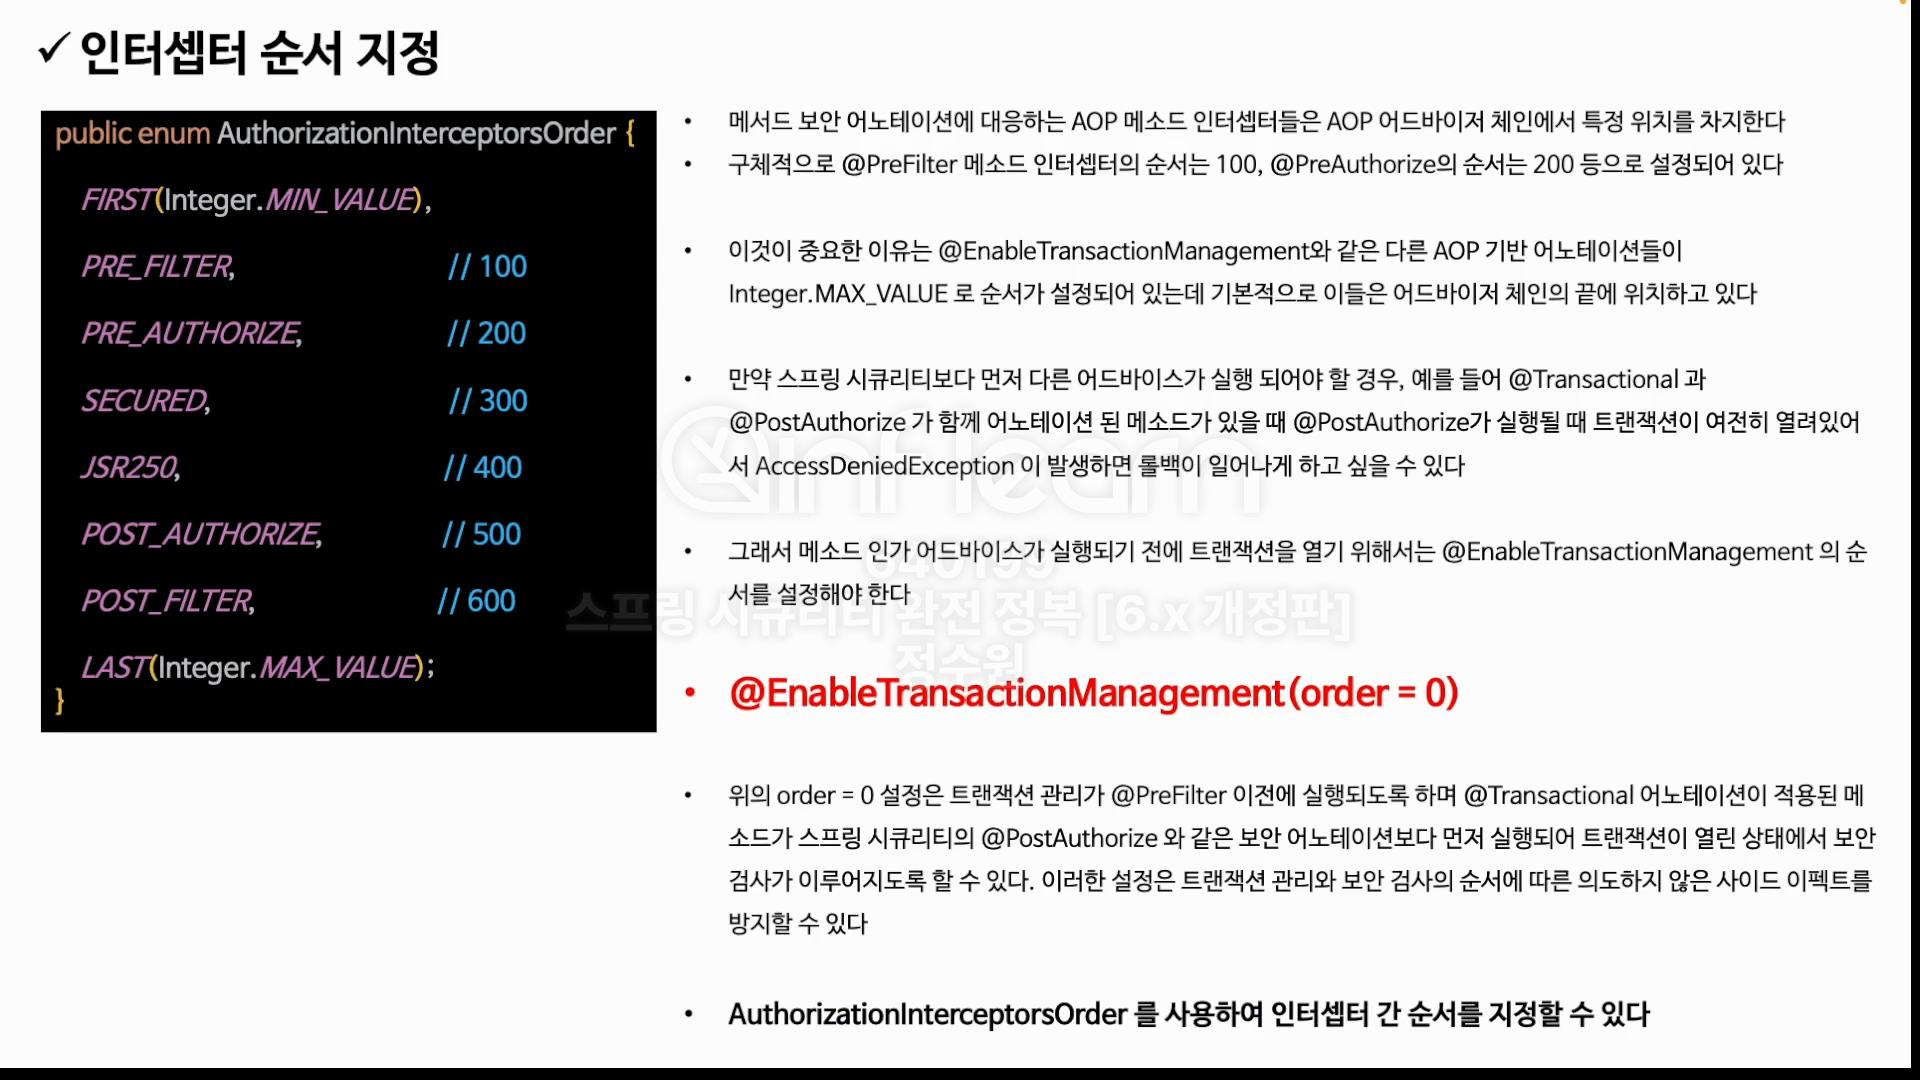 ✓ 인터셉터 순서 지정
public enum AuthorizationInterceptorsOrder {
FIRST(Integer.MIN_VALUE),
PRE_FILTER, // 100
PRE_AUTHORIZE, // 200
SECURED, // 300
JSR250, // 400
POST_AUTHORIZE, // 500
POST_FILTER, // 600
LAST(Integer.MAX_VALUE);
}
• 메서드 보안 어노테이션에 대응하는 AOP 메소드 인터셉터들은 AOP 어드바이저 체인에서 특정 위치를 차지한다
• 구체적으로 @PreFilter 메소드 인터셉터의 순서는 100, @PreAuthorize의 순서는 200 등으로 설정되어 있다
• 이것이 중요한 이유는 @EnableTransactionManagement와 같은 다른 AOP 기반 어노테이션들이
Integer.MAX_VALUE 로 순서가 설정되어 있는데 기본적으로 이들은 어드바이저 체인의 끝에 위치하고 있다
• 만약 스프링 시큐리티보다 먼저 다른 어드바이스가 실행 되어야 할 경우, 예를 들어 @Transactional 과
@PostAuthorize 가 함께 어노테이션 된 메소드가 있을 때 @PostAuthorize가 실행될 때 트랜잭션이 여전히 열려있어
서 AccessDeniedException 이 발생하면 롤백이 일어나게 하고 싶을 수 있다
• 그래서 메소드 인가 어드바이스가 실행되기 전에 트랜잭션을 열기 위해서는 @EnableTransactionManagement 의 순
서를 설정해야 한다
• @EnableTransactionManagement(order = 0)
• 위의 order = 0 설정은 트랜잭션 관리가 @PreFilter 이전에 실행되도록 하며 @Transactional 어노테이션이 적용된 메
소드가 스프링 시큐리티의 @PostAuthorize 와 같은 보안 어노테이션보다 먼저 실행되어 트랜잭션이 열린 상태에서 보안
검사가 이루어지도록 할 수 있다. 이러한 설정은 트랜잭션 관리와 보안 검사의 순서에 따른 의도하지 않은 사이드 이펙트를
방지할 수 있다
• AuthorizationInterceptorsOrder 를 사용하여 인터셉터 간 순서를 지정할 수 있다
inflearn
스프링 시큐리티 완전 정복 [6.x 개정판]
정수원